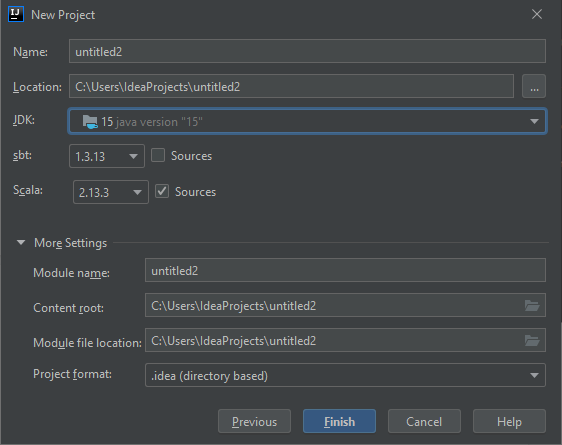 IJ New Project
Name: untitled2
Location: C:\Users\IdeaProjects\untitled2 ...
JDK: 15 java version "15"
sbt: 1.3.13 Sources
Scala: 2.13.3 Sources
More Settings
Module name: untitled2
Content root: C:\Users\IdeaProjects\untitled2
Module file location: C:\Users\IdeaProjects\untitled2
Project format: .idea (directory based)
Previous Finish Cancel Help